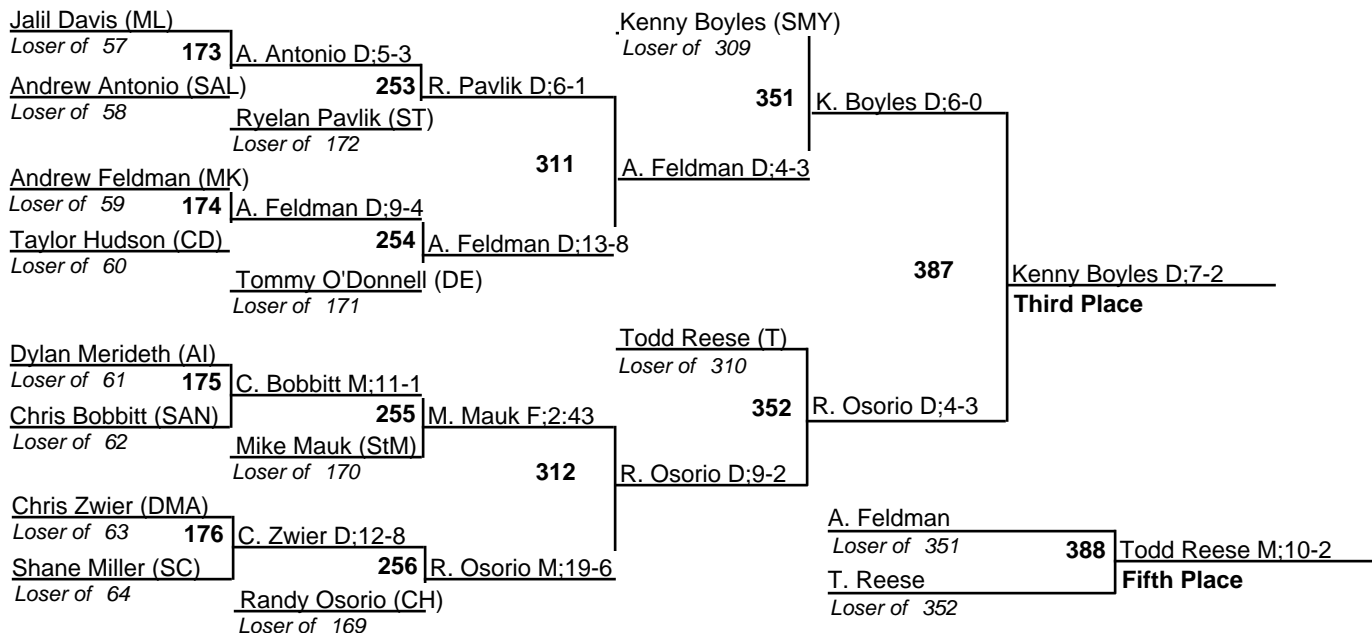 Jalil Davis (ML)
Loser of 57
173
A. Antonio D;5-3
Andrew Antonio (SAL)
Loser of 58
253
R. Pavlik D;6-1
Ryelan Pavlik (ST)
Loser of 172
311
A. Feldman D;4-3
Andrew Feldman (MK)
Loser of 59
174
A. Feldman D;9-4
Taylor Hudson (CD)
Loser of 60
254
A. Feldman D;13-8
Tommy O'Donnell (DE)
Loser of 171
Kenny Boyles (SMY)
Loser of 309
351
K. Boyles D;6-0
387
Kenny Boyles D;7-2
Third Place
Dylan Merideth (AI)
Loser of 61
175
C. Bobbitt M;11-1
Chris Bobbitt (SAN)
Loser of 62
255
M. Mauk F;2:43
Mike Mauk (StM)
Loser of 170
312
R. Osorio D;9-2
Chris Zwier (DMA)
Loser of 63
176
C. Zwier D;12-8
Shane Miller (SC)
Loser of 64
256
R. Osorio M;19-6
Randy Osorio (CH)
Loser of 169
Todd Reese (T)
Loser of 310
352
R. Osorio D;4-3
A. Feldman
Loser of 351
388
Todd Reese M;10-2
T. Reese
Fifth Place
Loser of 352